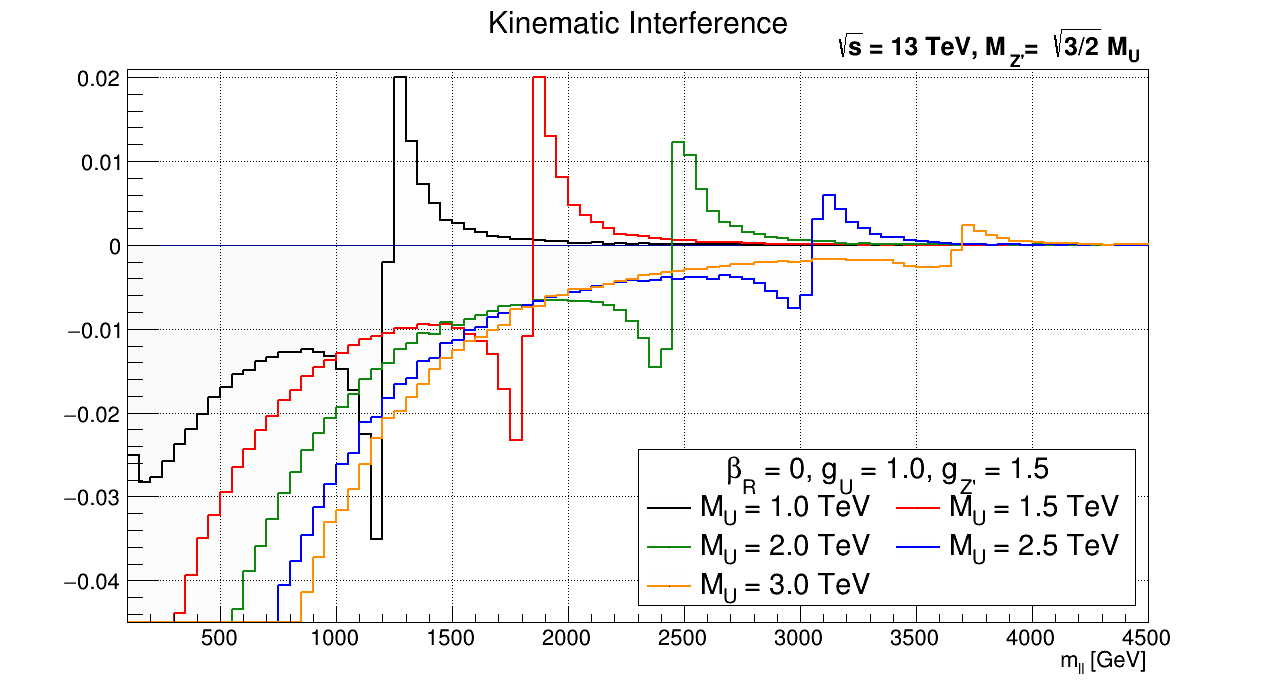 Kinematic Interference
√s = 13 TeV, M_Z'= √3/2 M_U
0.02
0.01
0
−0.01
−0.02
−0.03
−0.04
β_R = 0, g_U = 1.0, g_Z' = 1.5
M_U = 1.0 TeV M_U = 1.5 TeV
M_U = 2.0 TeV M_U = 2.5 TeV
M_U = 3.0 TeV
500 1000 1500 2000 2500 3000 3500 4000 4500
m_ll [GeV]